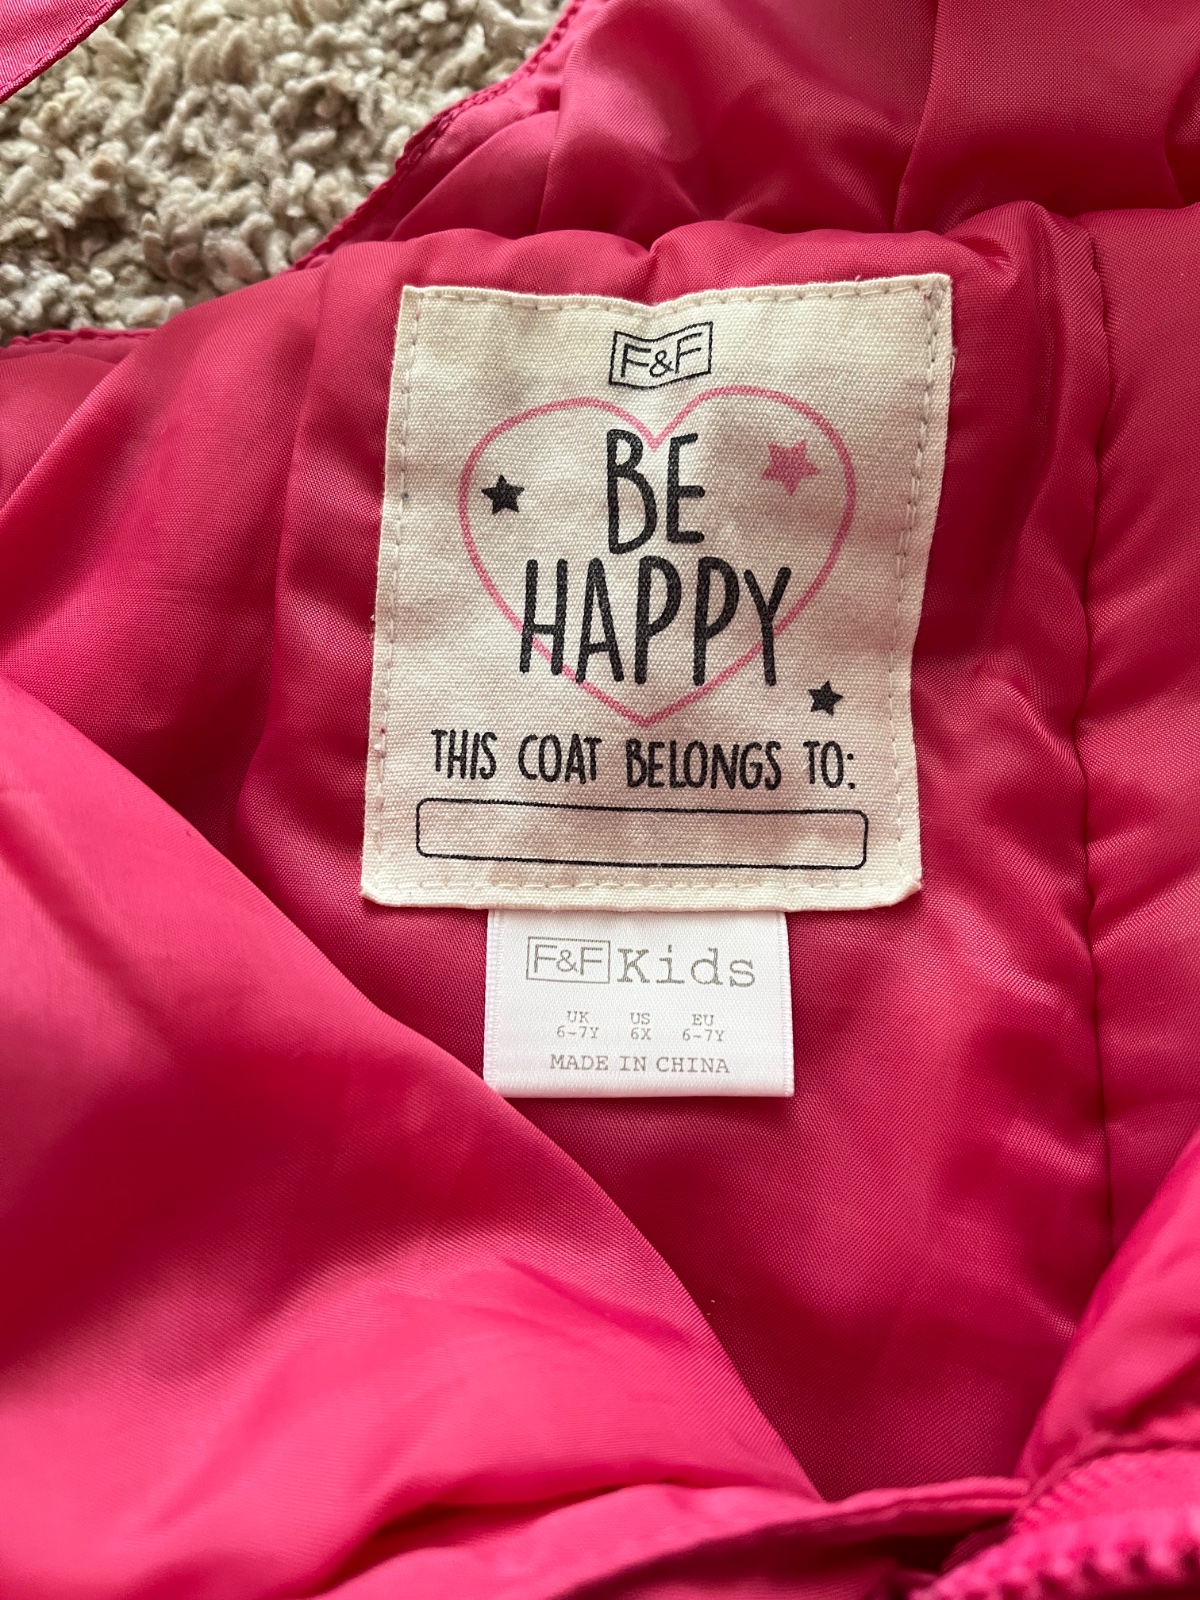 F&F
BE
HAPPY
THIS COAT BELONGS TO:
F&F Kids
UK US EU
6-7Y 6X 6-7Y
MADE IN CHINA